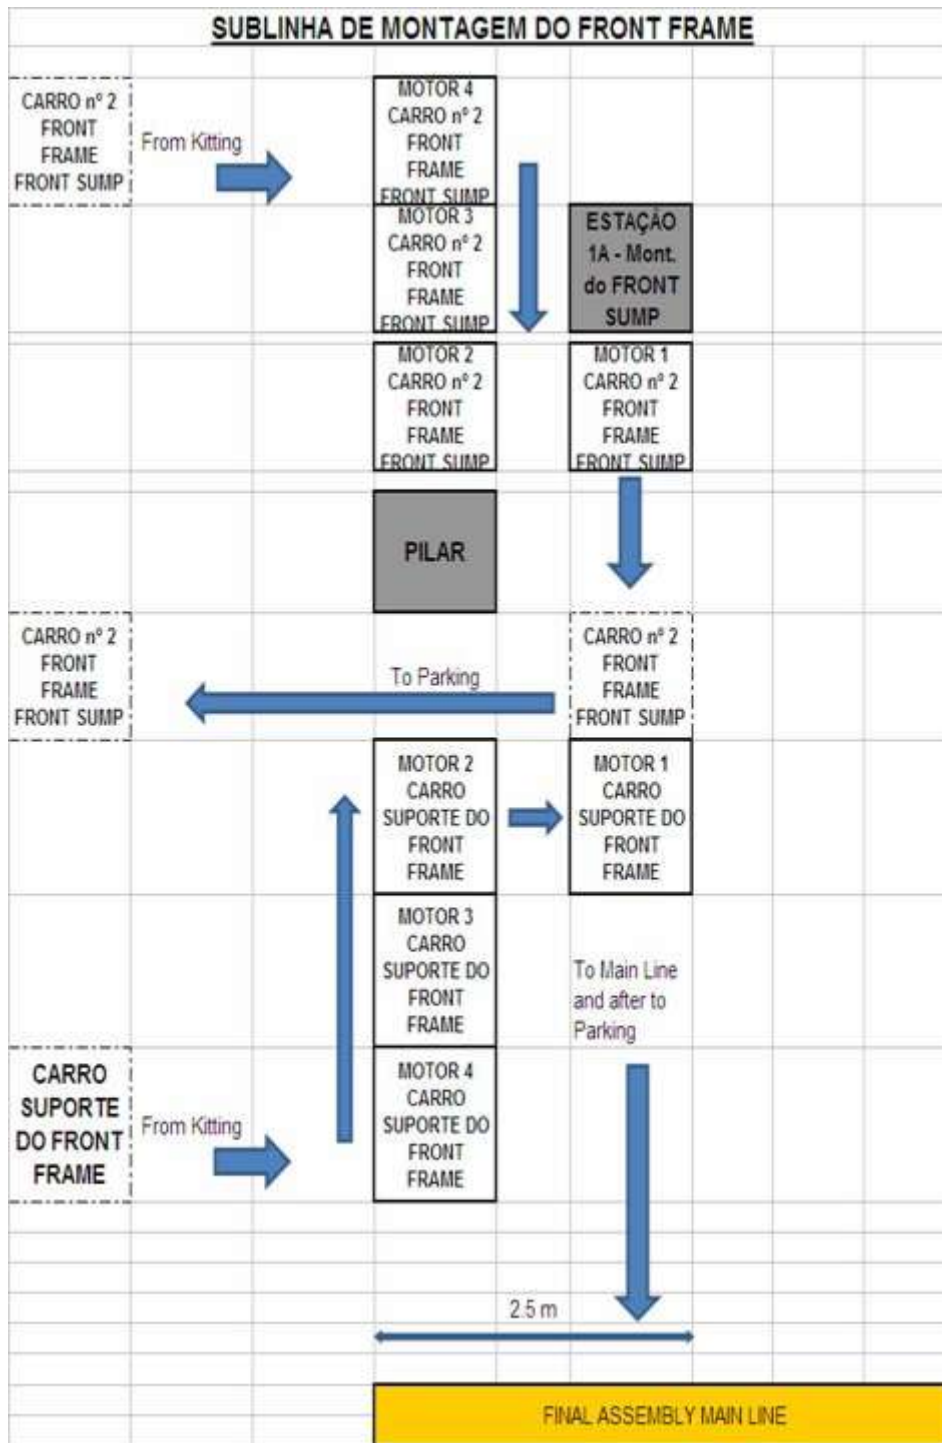 SUBLINHA DE MONTAGEM DO FRONT FRAME
CARRO nº 2
FRONT
FRAME
FRONT SUMP
From Kitting
MOTOR 4
CARRO nº 2
FRONT
FRAME
FRONT SUMP
MOTOR 3
CARRO nº 2
FRONT
FRAME
FRONT SUMP
ESTAÇÃO
1A - Mont.
do FRONT
SUMP
MOTOR 2
CARRO nº 2
FRONT
FRAME
FRONT SUMP
MOTOR 1
CARRO nº 2
FRONT
FRAME
FRONT SUMP
PILAR
CARRO nº 2
FRONT
FRAME
FRONT SUMP
To Parking
CARRO nº 2
FRONT
FRAME
FRONT SUMP
MOTOR 2
CARRO
SUPORTE DO
FRONT
FRAME
MOTOR 1
CARRO
SUPORTE DO
FRONT
FRAME
MOTOR 3
CARRO
SUPORTE DO
FRONT
FRAME
To Main Line
and after to
Parking
CARRO
SUPORTE
DO FRONT
FRAME
From Kitting
MOTOR 4
CARRO
SUPORTE DO
FRONT
FRAME
2.5 m
FINAL ASSEMBLY MAIN LINE